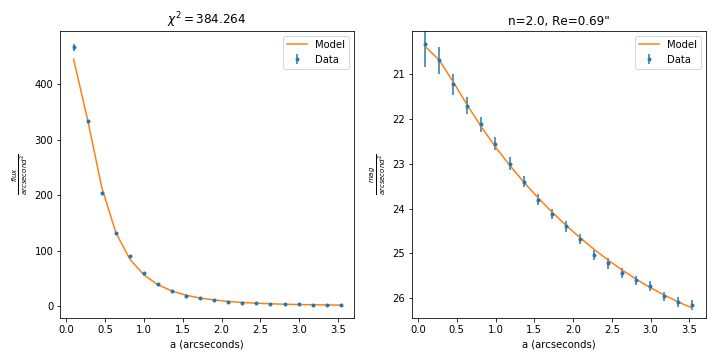 χ² = 384.264
Model
Data
flux
arcsecond²
400
300
200
100
0
0.0 0.5 1.0 1.5 2.0 2.5 3.0 3.5
a (arcseconds)
n=2.0, Re=0.69"
Model
Data
mag
arcsecond²
21
22
23
24
25
26
0.0 0.5 1.0 1.5 2.0 2.5 3.0 3.5
a (arcseconds)